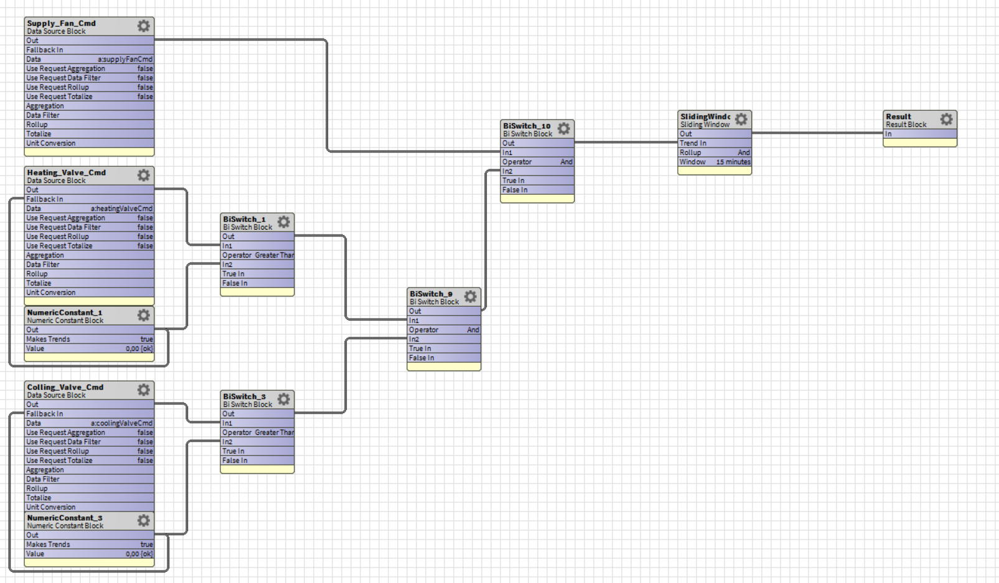 Supply_Fan_Cmd
Data Source Block
Out
Fallback In
Data a:supplyFanCmd
Use Request Aggregation false
Use Request Data Filter false
Use Request Rollup false
Use Request Totalize false
Aggregation
Data Filter
Rollup
Totalize
Unit Conversion
Heating_Valve_Cmd
Data Source Block
Out
Fallback In
Data a:heatingValveCmd
Use Request Aggregation false
Use Request Data Filter false
Use Request Rollup false
Use Request Totalize false
Aggregation
Data Filter
Rollup
Totalize
Unit Conversion
NumericConstant_1
Numeric Constant Block
Out
Makes Trends true
Value 0,00 {ok}
Colling_Valve_Cmd
Data Source Block
Out
Fallback In
Data a:coolingValveCmd
Use Request Aggregation false
Use Request Data Filter false
Use Request Rollup false
Use Request Totalize false
Aggregation
Data Filter
Rollup
Totalize
Unit Conversion
NumericConstant_3
Numeric Constant Block
Out
Makes Trends true
Value 0,00 {ok}
BiSwitch_1
Bi Switch Block
Out
In1
Operator Greater Thar
In2
True In
False In
BiSwitch_3
Bi Switch Block
Out
In1
Operator Greater Thar
In2
True In
False In
BiSwitch_9
Bi Switch Block
Out
In1
Operator And
In2
True In
False In
BiSwitch_10
Bi Switch Block
Out
In1
Operator And
In2
True In
False In
SlidingWindc
Sliding Window
Out
Trend In
Rollup And
Window 15 minutes
Result
Result Block
In